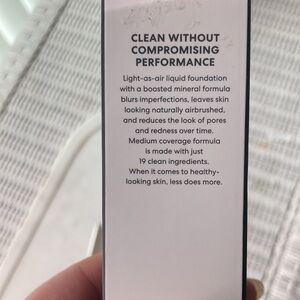 CLEAN WITHOUT
COMPROMISING
PERFORMANCE
Light-as-air liquid foundation
with a boosted mineral formula
blurs imperfections, leaves skin
looking naturally airbrushed,
and reduces the look of pores
and redness over time.
Medium coverage formula
is made with just
19 clean ingredients.
When it comes to healthy-
looking skin, less does more.